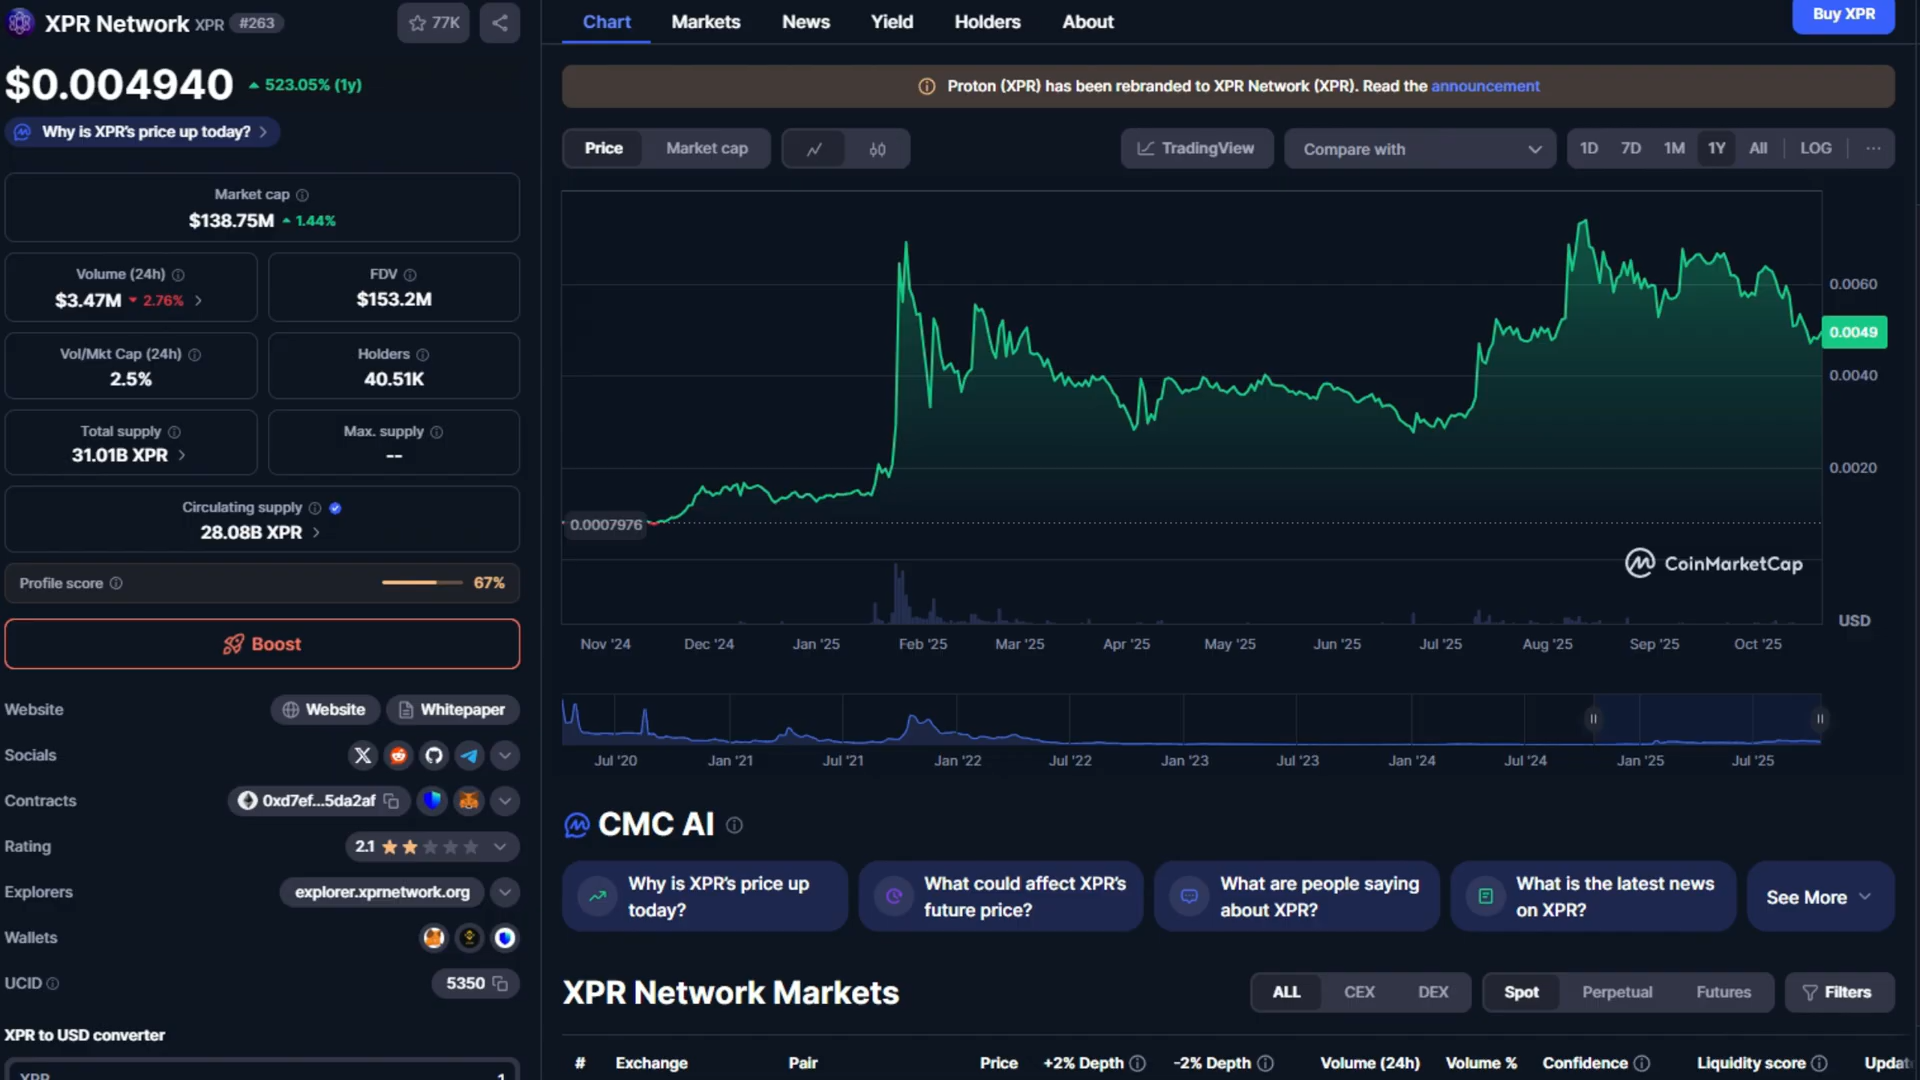 XPR Network XPR #263
77K
$0.004940 523.05% (1y)
Why is XPR's price up today?
Market cap
$138.75M 1.44%
Volume (24h)
$3.47M 2.76%
FDV
$153.2M
Vol/Mkt Cap (24h)
2.5%
Holders
40.51K
Total supply
31.01B XPR
Max. supply
--
Circulating supply
28.08B XPR
Profile score 67%
Boost
Website Website Whitepaper
Socials
Contracts 0xd7ef...5da2af
Rating 2.1
Explorers explorer.xprnetwork.org
Wallets
UCID 5350
XPR to USD converter
XPR 1
Chart Markets News Yield Holders About
Buy XPR
Proton (XPR) has been rebranded to XPR Network (XPR). Read the announcement
Price Market cap
TradingView Compare with 1D 7D 1M 1Y All LOG ...
0.0060
0.0049
0.0040
0.0020
0.0007976
CoinMarketCap
USD
Nov '24 Dec '24 Jan '25 Feb '25 Mar '25 Apr '25 May '25 Jun '25 Jul '25 Aug '25 Sep '25 Oct '25
Jul '20 Jan '21 Jul '21 Jan '22 Jul '22 Jan '23 Jul '23 Jan '24 Jul '24 Jan '25 Jul '25
CMC AI
Why is XPR's price up
today?
What could affect XPR's
future price?
What are people saying
about XPR?
What is the latest news
on XPR?
See More
XPR Network Markets
ALL CEX DEX Spot Perpetual Futures Filters
# Exchange Pair Price +2% Depth -2% Depth Volume (24h) Volume % Confidence Liquidity score